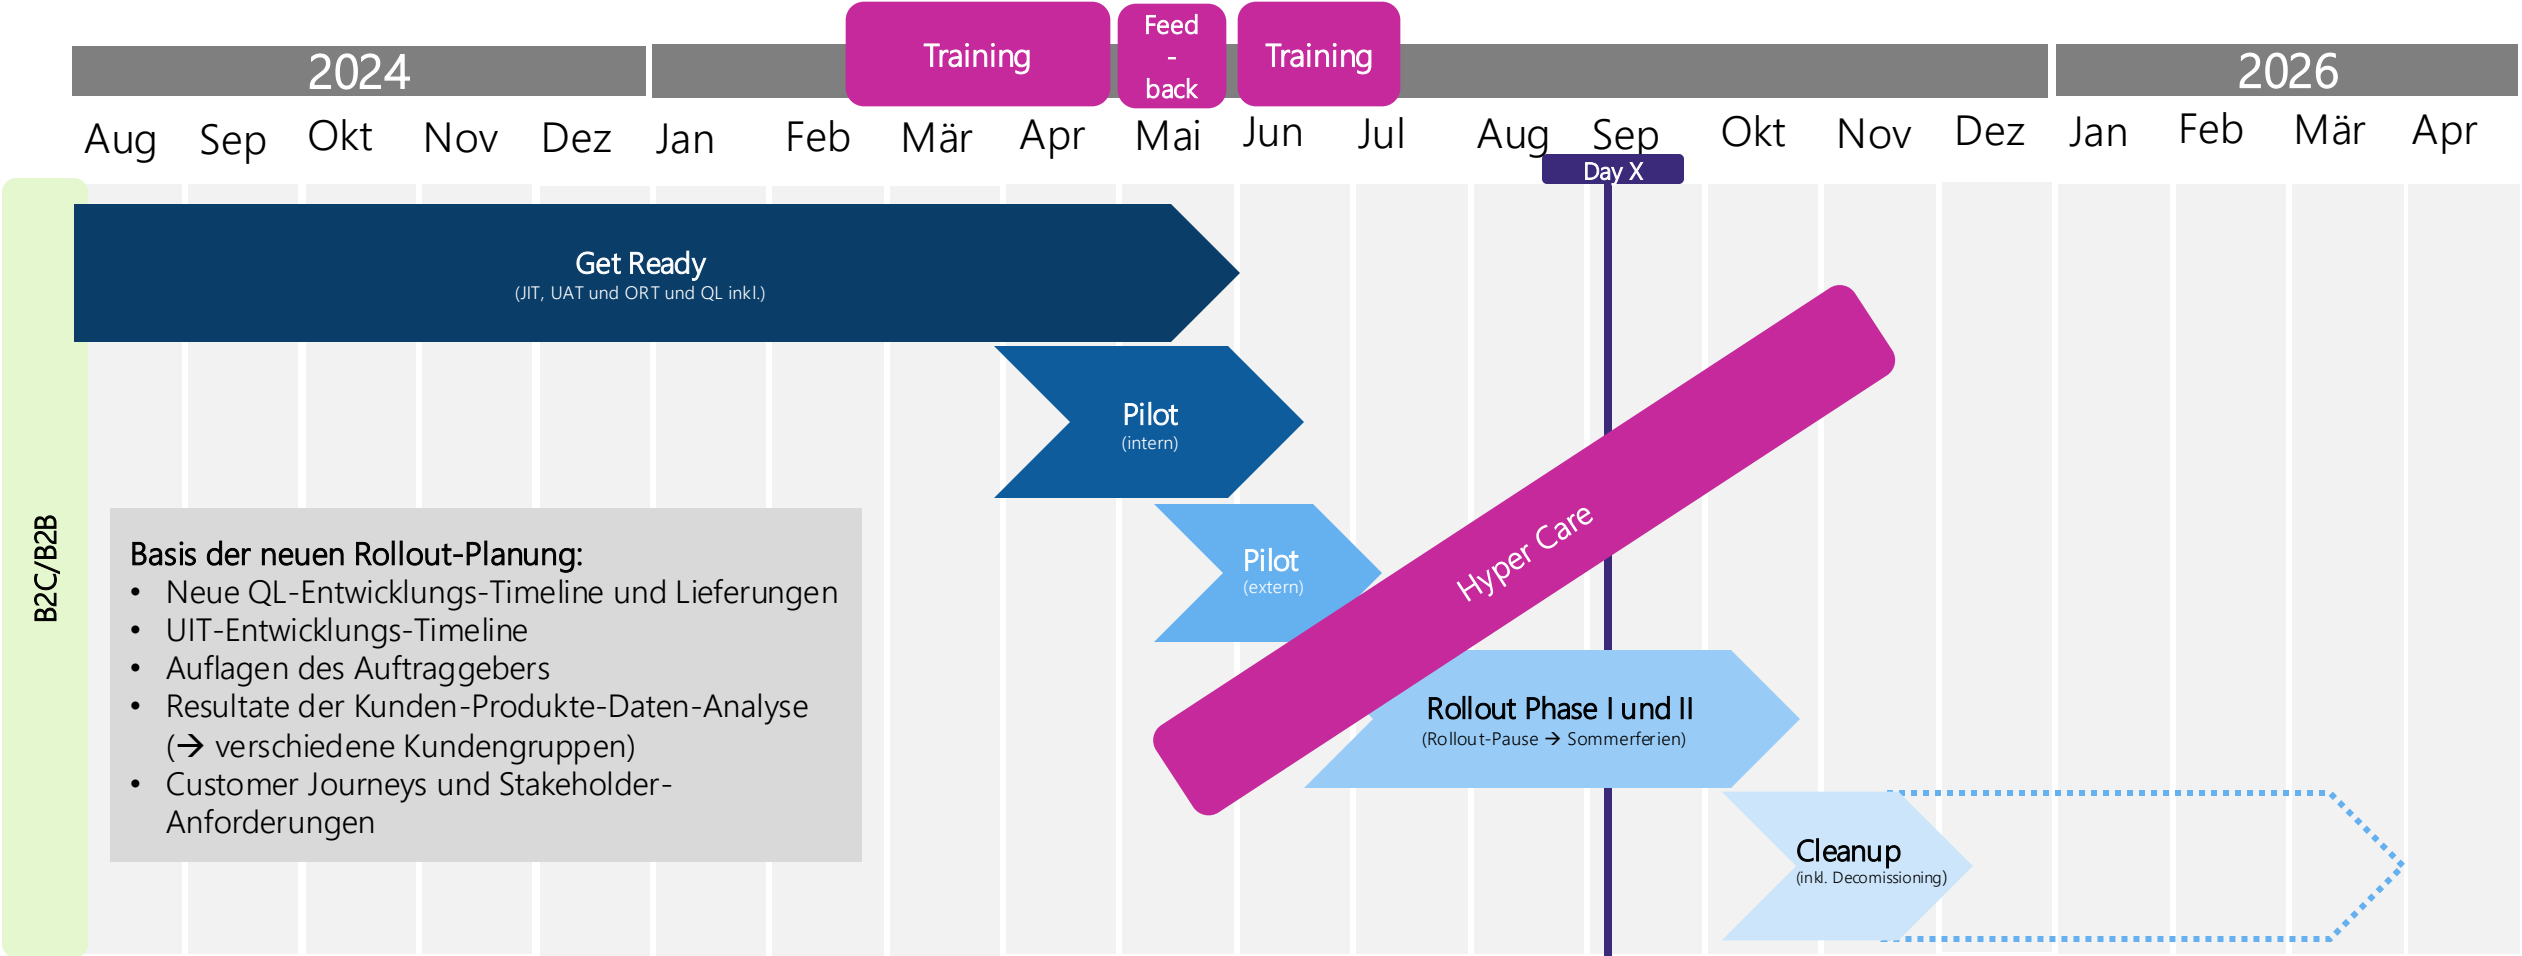 Training
Feed
-
back
Training
2024
2026
Aug Sep Okt Nov Dez Jan Feb Mär Apr Mai Jun Jul Aug Sep Okt Nov Dez Jan Feb Mär Apr
Day X
B2C/B2B
Get Ready
(JIT, UAT und ORT und QL inkl.)
Pilot
(intern)
Pilot
(extern)
Hyper Care
Rollout Phase I und II
(Rollout-Pause → Sommerferien)
Cleanup
(inkl. Decomissioning)
Basis der neuen Rollout-Planung:
• Neue QL-Entwicklungs-Timeline und Lieferungen
• UIT-Entwicklungs-Timeline
• Auflagen des Auftraggebers
• Resultate der Kunden-Produkte-Daten-Analyse
(→ verschiedene Kundengruppen)
• Customer Journeys und Stakeholder-
Anforderungen